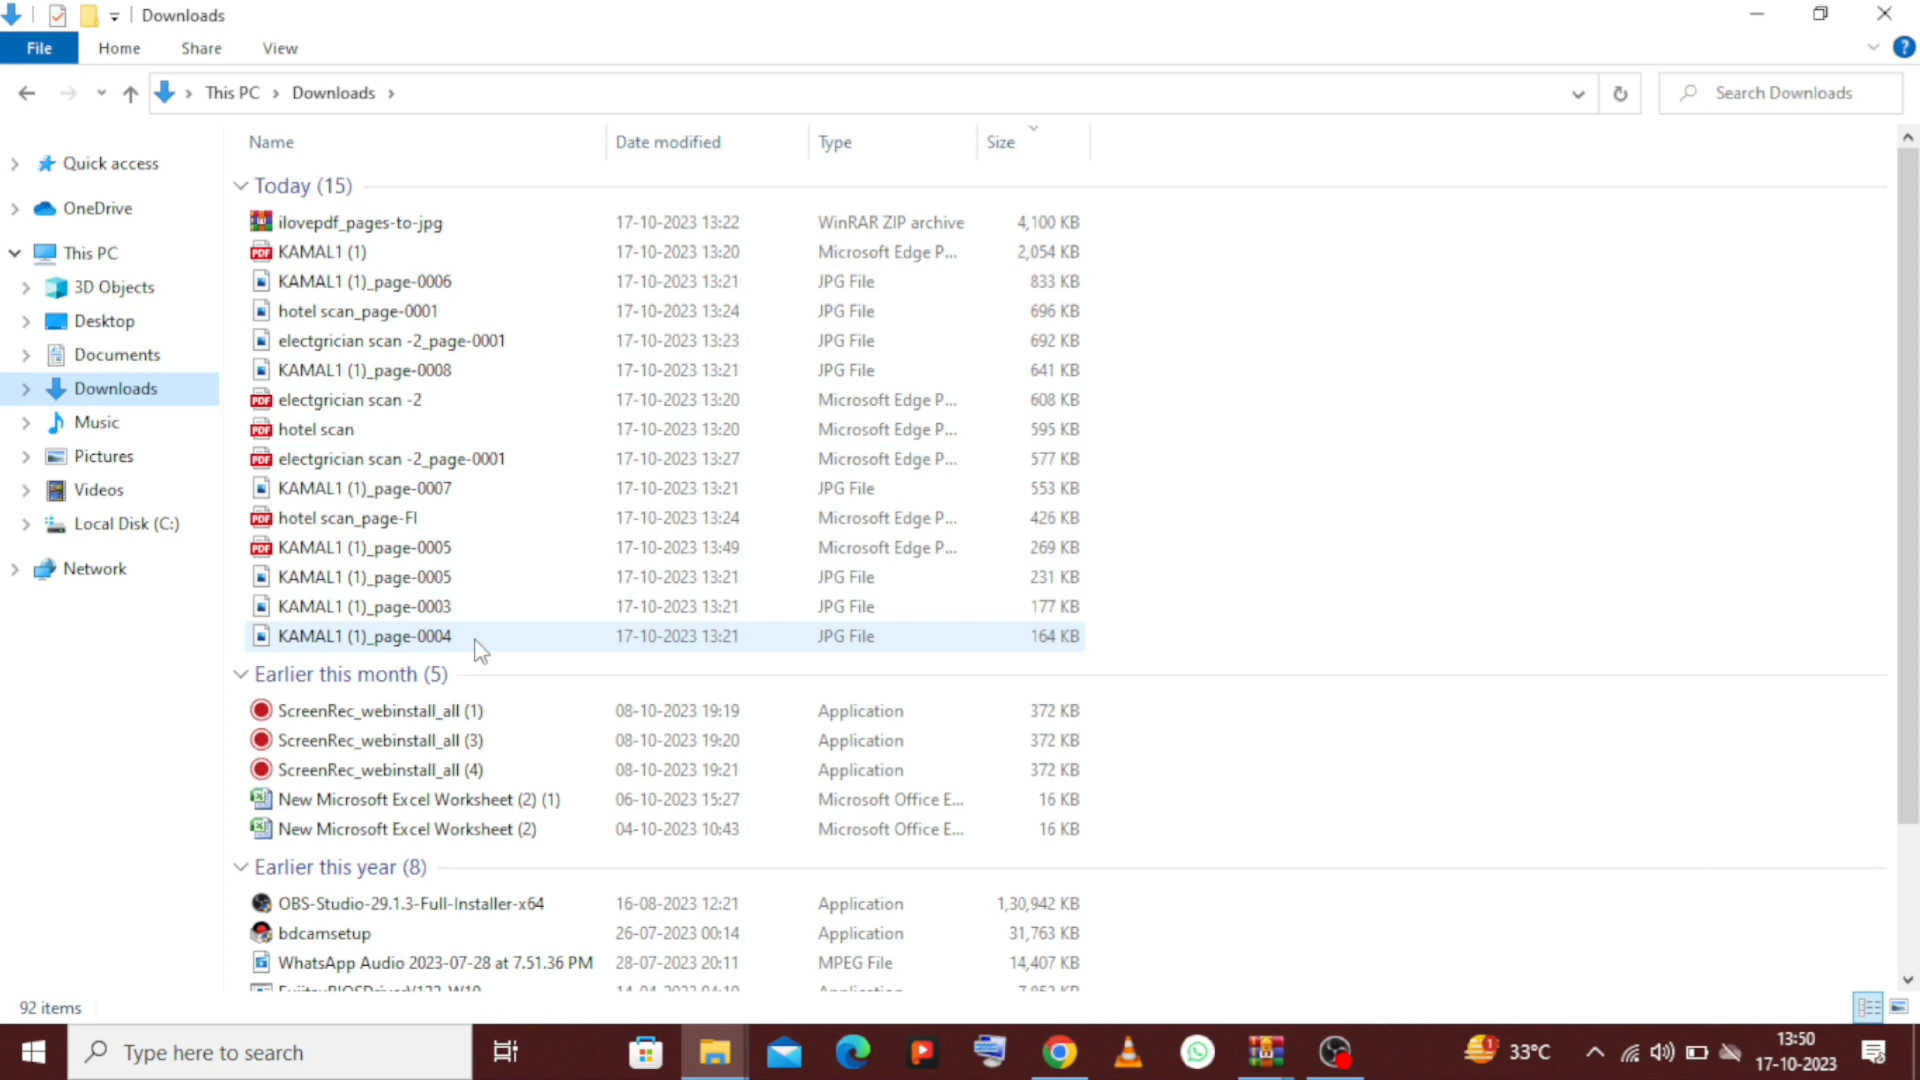 Downloads
File Home Share View
This PC Downloads Search Downloads
Name Date modified Type Size
Quick access
OneDrive
This PC
3D Objects
Desktop
Documents
Downloads
Music
Pictures
Videos
Local Disk (C:)
Network
Today (15)
ilovepdf_pages-to-jpg 17-10-2023 13:22 WinRAR ZIP archive 4,100 KB
KAMAL1 (1) 17-10-2023 13:20 Microsoft Edge P... 2,054 KB
KAMAL1 (1)_page-0006 17-10-2023 13:21 JPG File 833 KB
hotel scan_page-0001 17-10-2023 13:24 JPG File 696 KB
electgrician scan -2_page-0001 17-10-2023 13:23 JPG File 692 KB
KAMAL1 (1)_page-0008 17-10-2023 13:21 JPG File 641 KB
electgrician scan -2 17-10-2023 13:20 Microsoft Edge P... 608 KB
hotel scan 17-10-2023 13:20 Microsoft Edge P... 595 KB
electgrician scan -2_page-0001 17-10-2023 13:27 Microsoft Edge P... 577 KB
KAMAL1 (1)_page-0007 17-10-2023 13:21 JPG File 553 KB
hotel scan_page-FI 17-10-2023 13:24 Microsoft Edge P... 426 KB
KAMAL1 (1)_page-0005 17-10-2023 13:49 Microsoft Edge P... 269 KB
KAMAL1 (1)_page-0005 17-10-2023 13:21 JPG File 231 KB
KAMAL1 (1)_page-0003 17-10-2023 13:21 JPG File 177 KB
KAMAL1 (1)_page-0004 17-10-2023 13:21 JPG File 164 KB
Earlier this month (5)
ScreenRec_webinstall_all (1) 08-10-2023 19:19 Application 372 KB
ScreenRec_webinstall_all (3) 08-10-2023 19:20 Application 372 KB
ScreenRec_webinstall_all (4) 08-10-2023 19:21 Application 372 KB
New Microsoft Excel Worksheet (2) (1) 06-10-2023 15:27 Microsoft Office E... 16 KB
New Microsoft Excel Worksheet (2) 04-10-2023 10:43 Microsoft Office E... 16 KB
Earlier this year (8)
OBS-Studio-29.1.3-Full-Installer-x64 16-08-2023 12:21 Application 1,30,942 KB
bdcamsetup 26-07-2023 00:14 Application 31,763 KB
WhatsApp Audio 2023-07-28 at 7.51.36 PM 28-07-2023 20:11 MPEG File 14,407 KB
92 items
Type here to search
33°C
13:50
17-10-2023